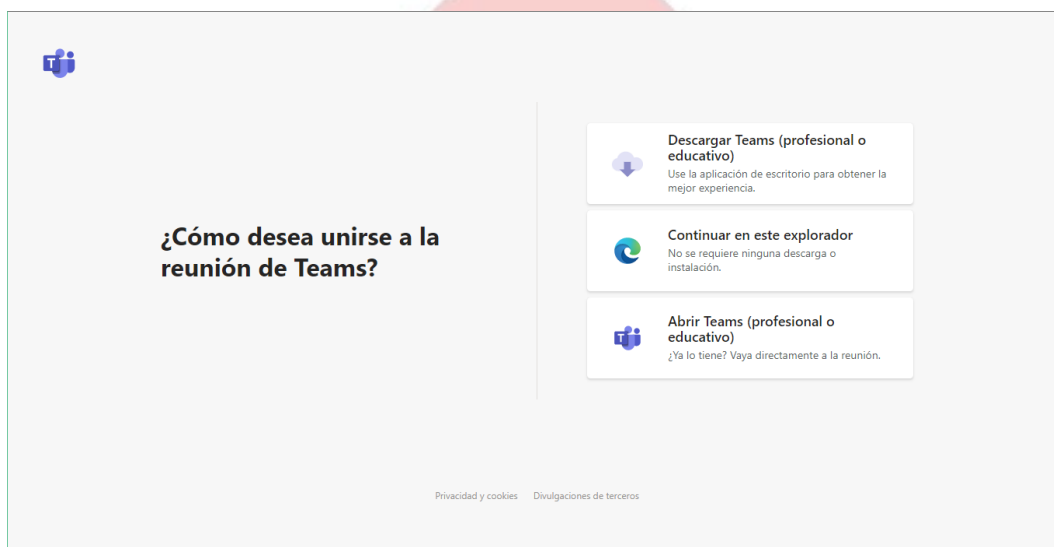 ¿Cómo desea unirse a la
reunión de Teams?
Descargar Teams (profesional o
educativo)
Use la aplicación de escritorio para obtener la
mejor experiencia.
Continuar en este explorador
No se requiere ninguna descarga o
instalación.
Abrir Teams (profesional o
educativo)
¿Ya lo tiene? Vaya directamente a la reunión.
Privacidad y cookies Divulgaciones de terceros